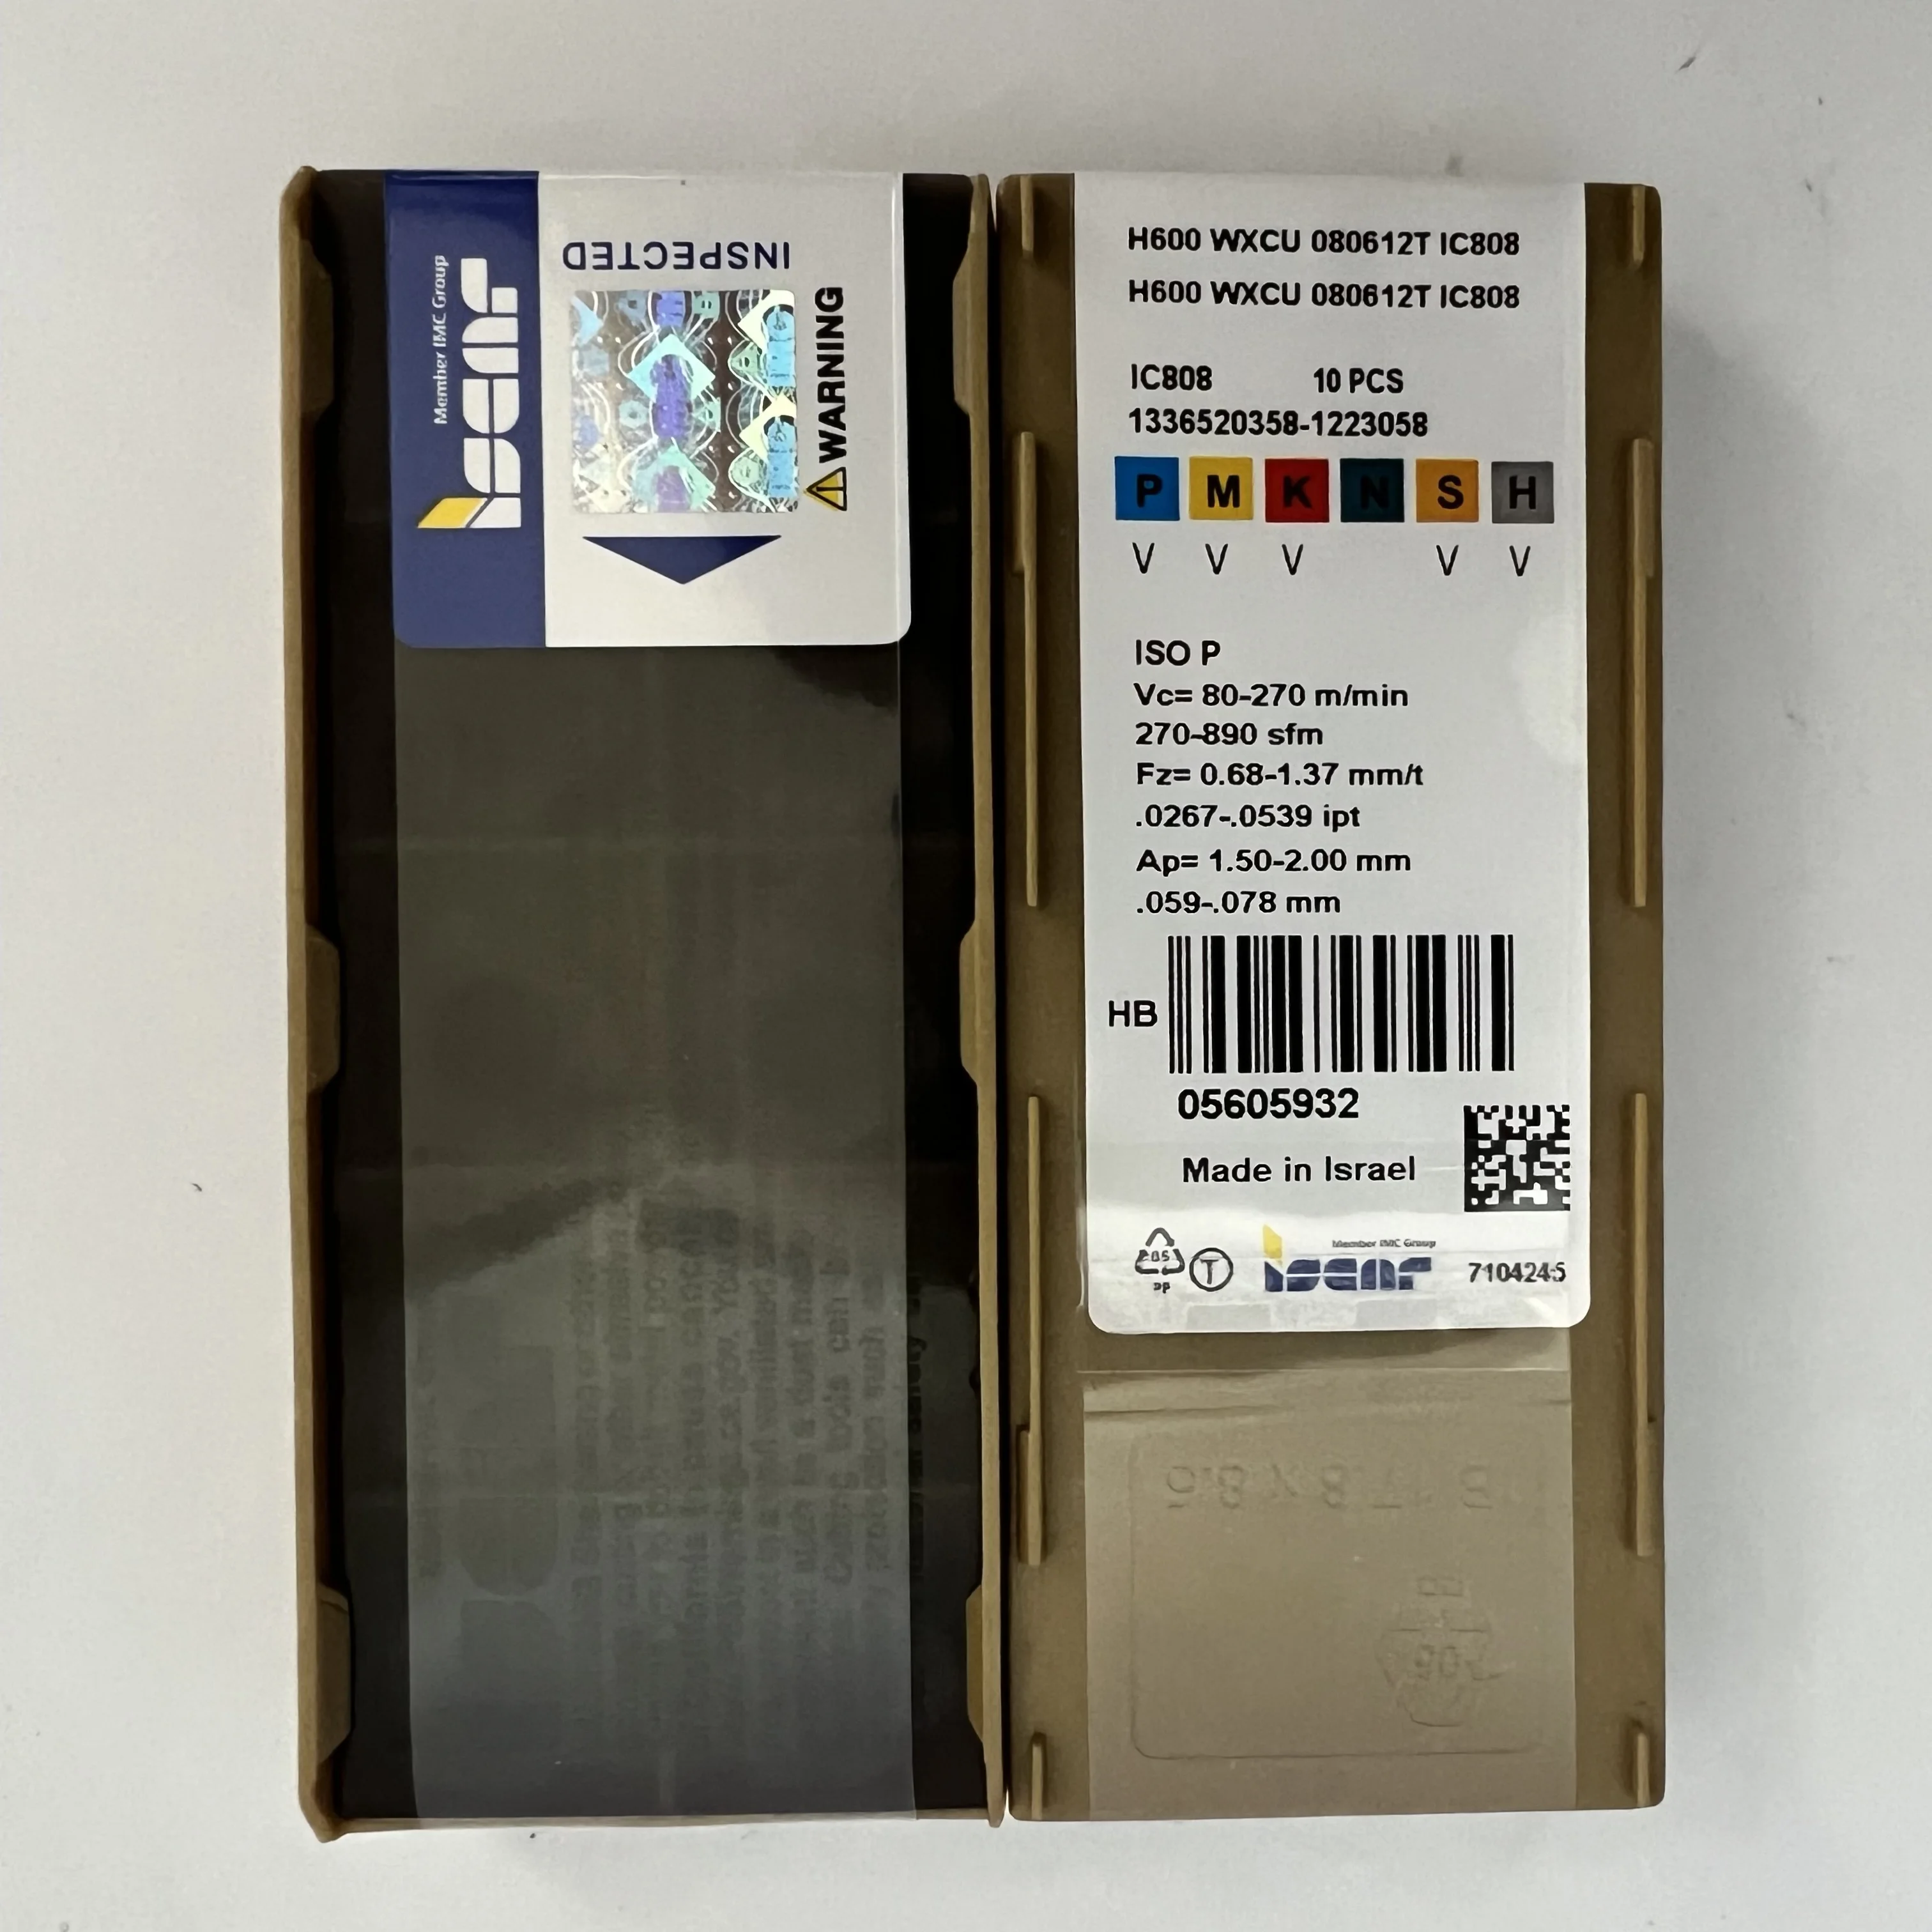 Member IMC Group
iscar
INSPECTED
WARNING
H600 WXCU 080612T IC808
H600 WXCU 080612T IC808
IC808 10 PCS
1336520358-1223058
P M K N S H
V V V V V
ISO P
Vc= 80-270 m/min
270-890 sfm
Fz= 0.68-1.37 mm/t
.0267-.0539 ipt
Ap= 1.50-2.00 mm
.059-.078 mm
HB
05605932
Made in Israel
T
Member IMC Group
iscar
7104245